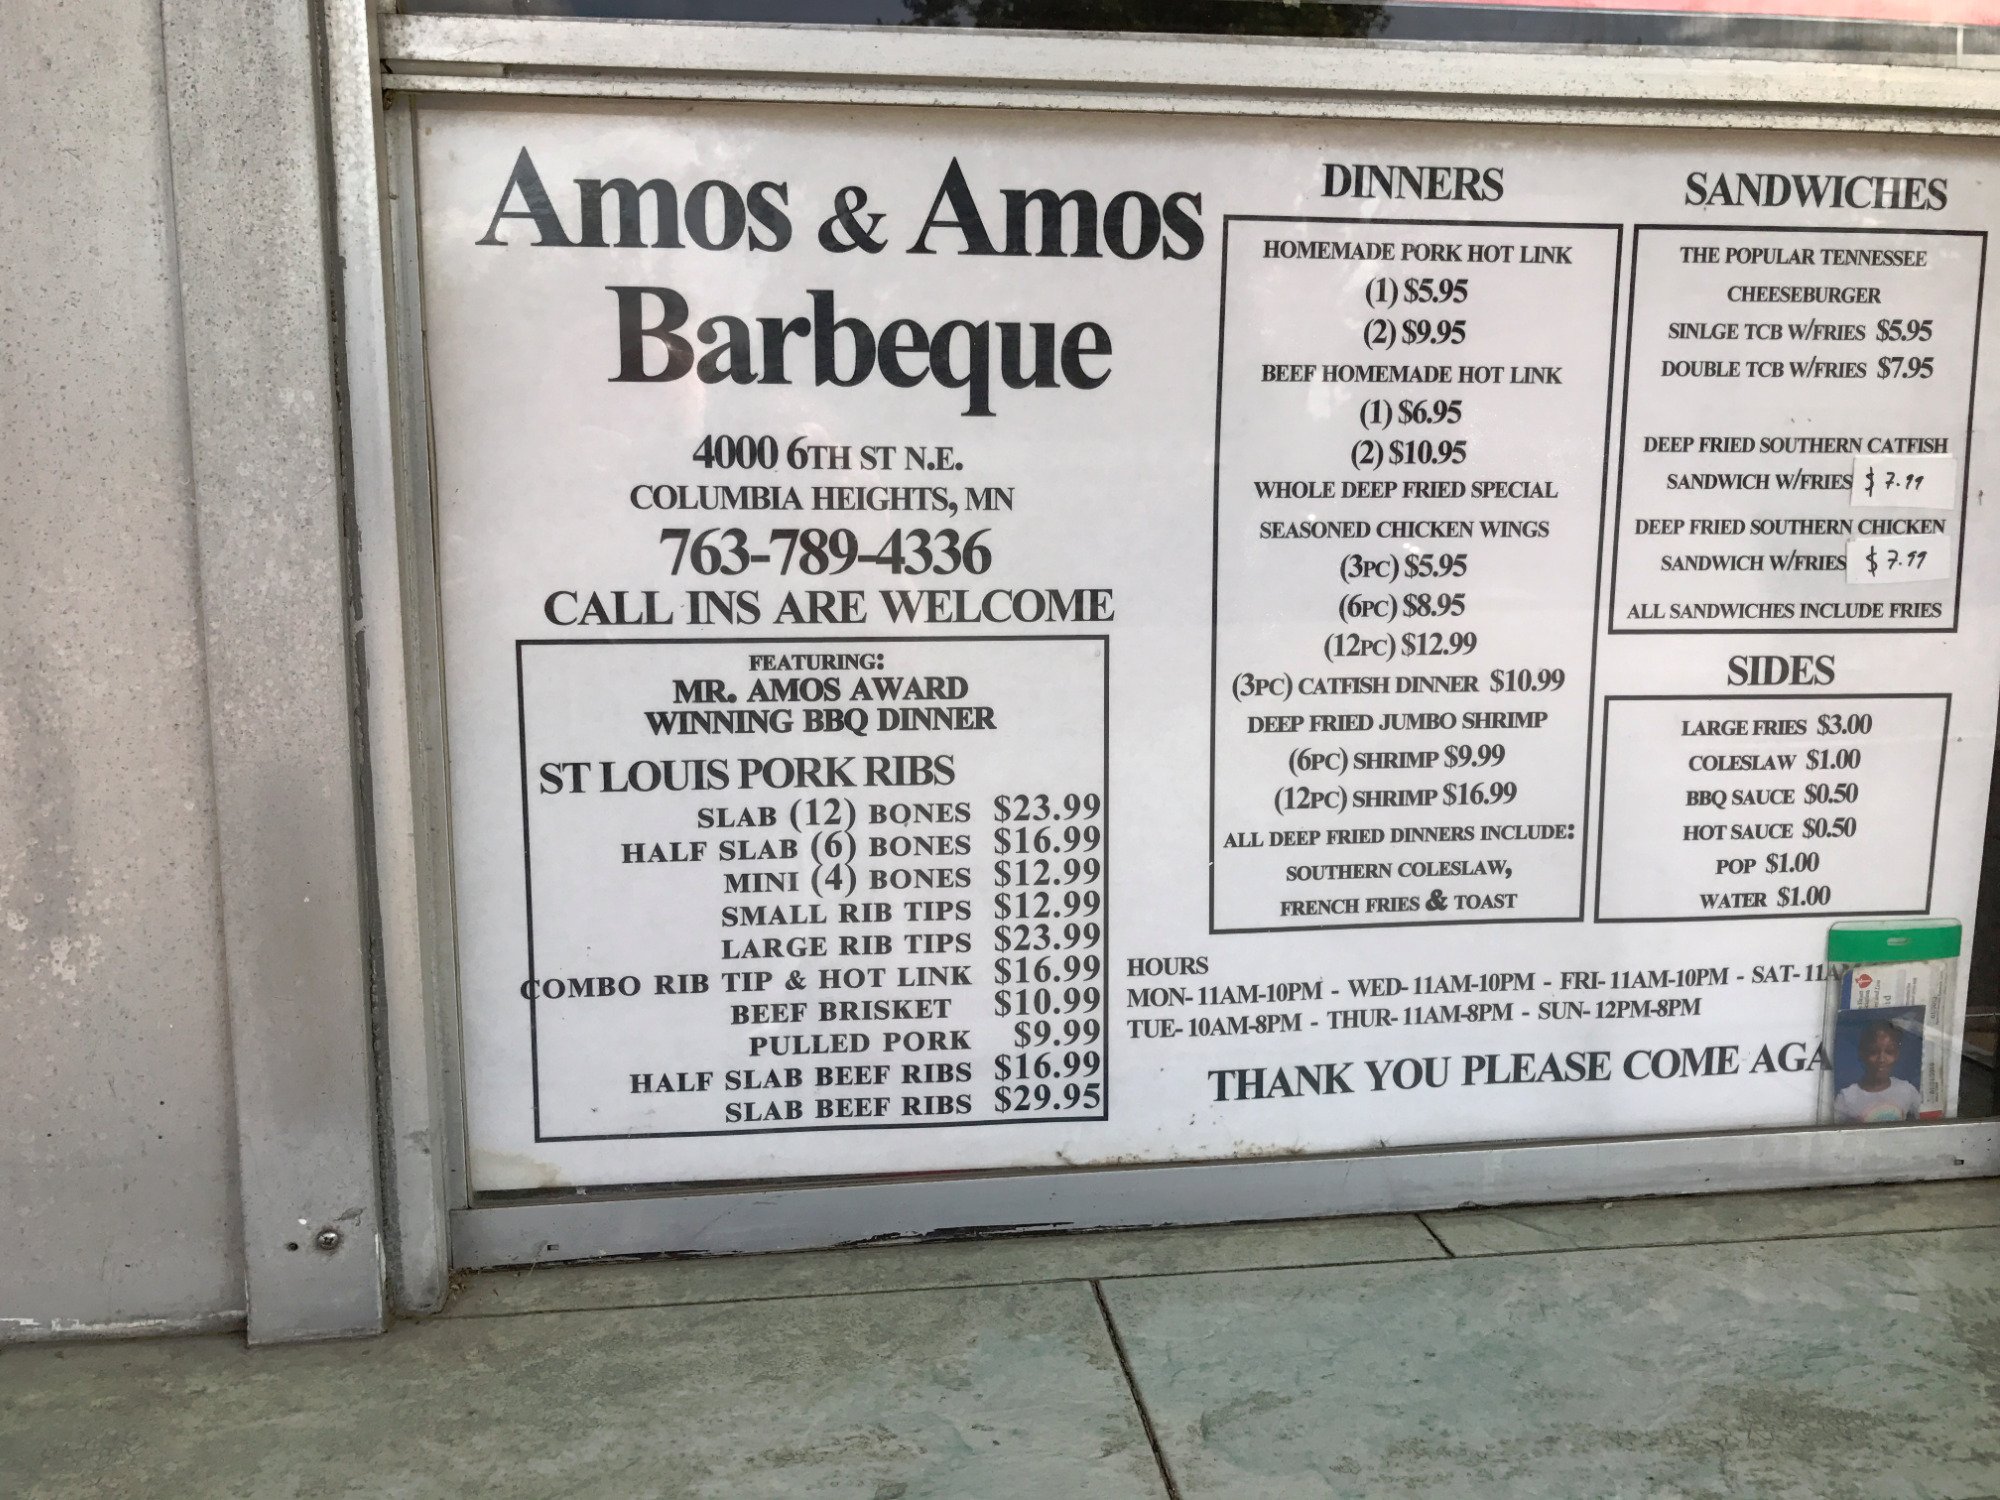 Amos & Amos
Barbeque
4000 6TH ST N.E.
COLUMBIA HEIGHTS, MN
763-789-4336
CALL INS ARE WELCOME
FEATURING:
MR. AMOS AWARD
WINNING BBQ DINNER
ST LOUIS PORK RIBS
SLAB (12) BONES $23.99
HALF SLAB (6) BONES $16.99
MINI (4) BONES $12.99
SMALL RIB TIPS $12.99
LARGE RIB TIPS $23.99
COMBO RIB TIP & HOT LINK $16.99
BEEF BRISKET $10.99
PULLED PORK $9.99
HALF SLAB BEEF RIBS $16.99
SLAB BEEF RIBS $29.95
DINNERS
HOMEMADE PORK HOT LINK
(1) $5.95
(2) $9.95
BEEF HOMEMADE HOT LINK
(1) $6.95
(2) $10.95
WHOLE DEEP FRIED SPECIAL
SEASONED CHICKEN WINGS
(3PC) $5.95
(6PC) $8.95
(12PC) $12.99
(3PC) CATFISH DINNER $10.99
DEEP FRIED JUMBO SHRIMP
(6PC) SHRIMP $9.99
(12PC) SHRIMP $16.99
ALL DEEP FRIED DINNERS INCLUDE:
SOUTHERN COLESLAW,
FRENCH FRIES & TOAST
SANDWICHES
THE POPULAR TENNESSEE
CHEESEBURGER
SINLGE TCB W/FRIES $5.95
DOUBLE TCB W/FRIES $7.95
DEEP FRIED SOUTHERN CATFISH
SANDWICH W/FRIES $7.99
DEEP FRIED SOUTHERN CHICKEN
SANDWICH W/FRIES $7.99
ALL SANDWICHES INCLUDE FRIES
SIDES
LARGE FRIES $3.00
COLESLAW $1.00
BBQ SAUCE $0.50
HOT SAUCE $0.50
POP $1.00
WATER $1.00
HOURS
MON- 11AM-10PM - WED- 11AM-10PM - FRI- 11AM-10PM - SAT- 11A
TUE- 10AM-8PM - THUR- 11AM-8PM - SUN- 12PM-8PM
THANK YOU PLEASE COME AGA